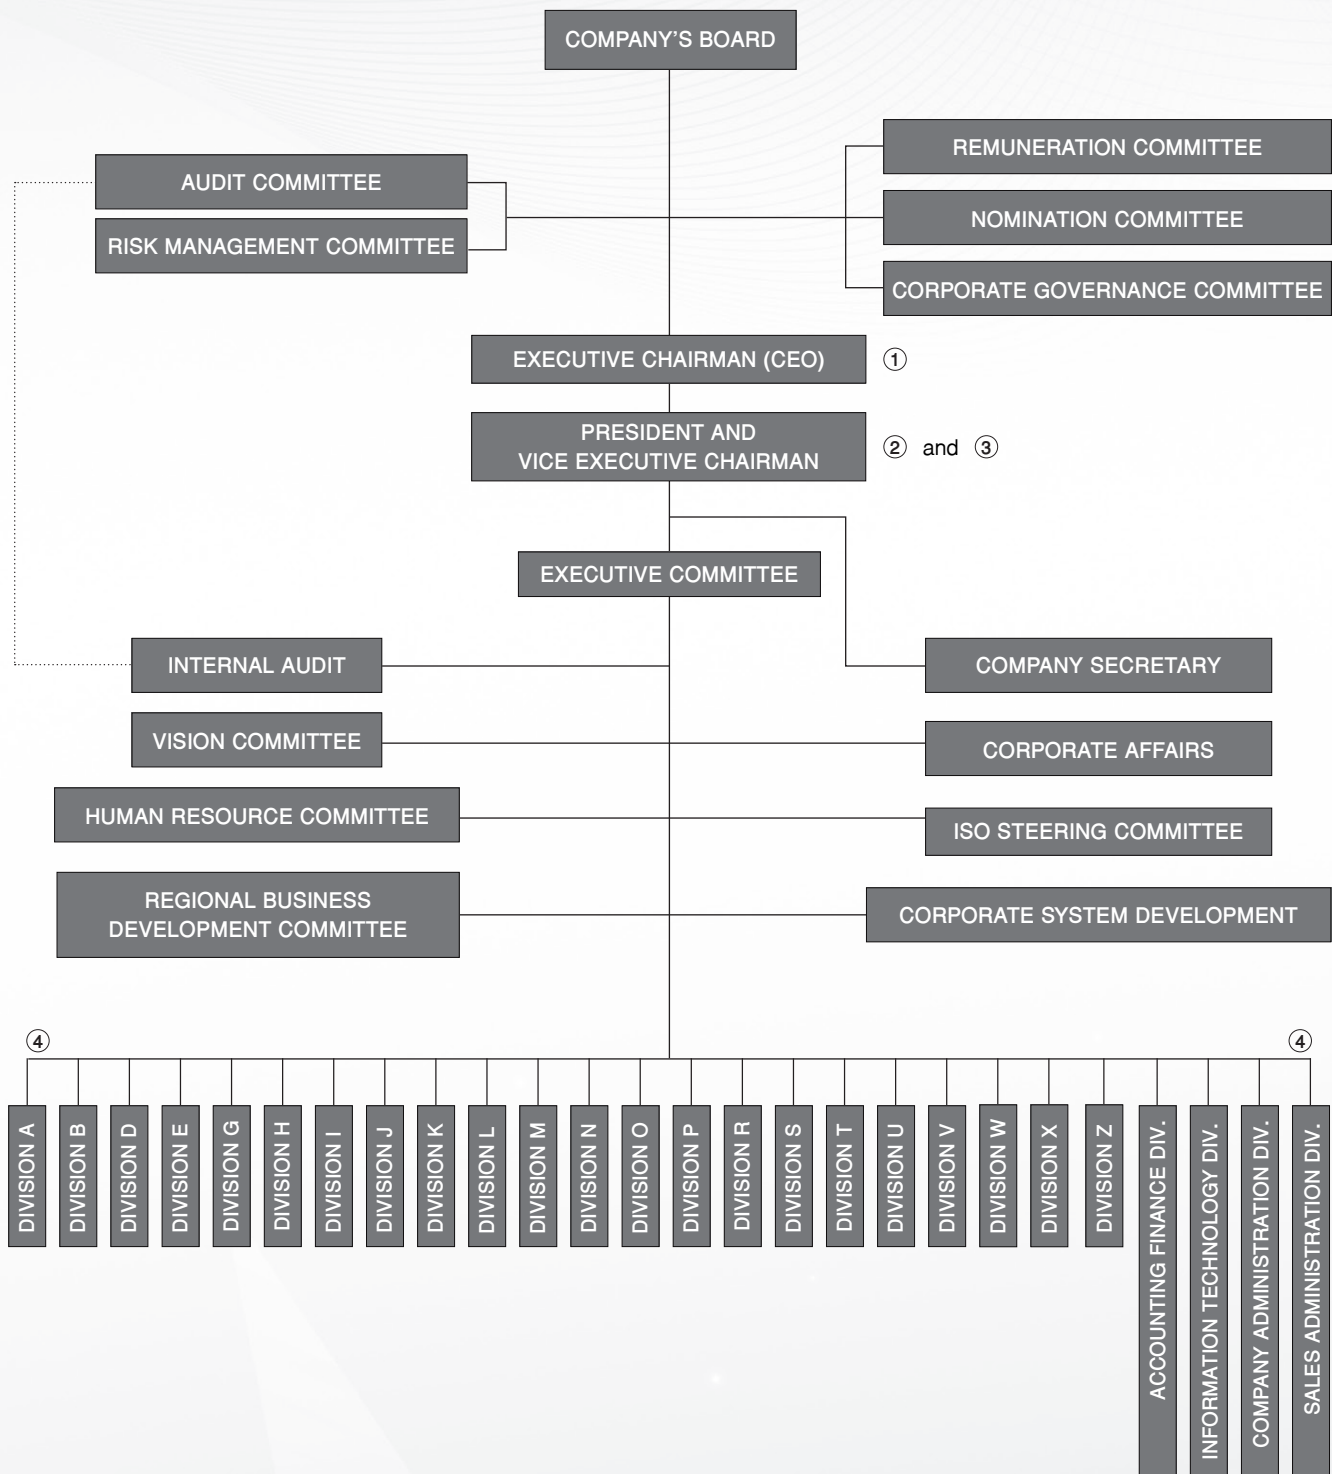 COMPANY'S BOARD
AUDIT COMMITTEE
RISK MANAGEMENT COMMITTEE
REMUNERATION COMMITTEE
NOMINATION COMMITTEE
CORPORATE GOVERNANCE COMMITTEE
EXECUTIVE CHAIRMAN (CEO) ①
PRESIDENT AND
VICE EXECUTIVE CHAIRMAN
② and ③
EXECUTIVE COMMITTEE
INTERNAL AUDIT
COMPANY SECRETARY
VISION COMMITTEE
CORPORATE AFFAIRS
HUMAN RESOURCE COMMITTEE
ISO STEERING COMMITTEE
REGIONAL BUSINESS
DEVELOPMENT COMMITTEE
CORPORATE SYSTEM DEVELOPMENT
④
④
DIVISION A
DIVISION B
DIVISION D
DIVISION E
DIVISION G
DIVISION H
DIVISION I
DIVISION J
DIVISION K
DIVISION L
DIVISION M
DIVISION N
DIVISION O
DIVISION P
DIVISION R
DIVISION S
DIVISION T
DIVISION U
DIVISION V
DIVISION W
DIVISION X
DIVISION Z
ACCOUNTING FINANCE DIV.
INFORMATION TECHNOLOGY DIV.
COMPANY ADMINISTRATION DIV.
SALES ADMINISTRATION DIV.